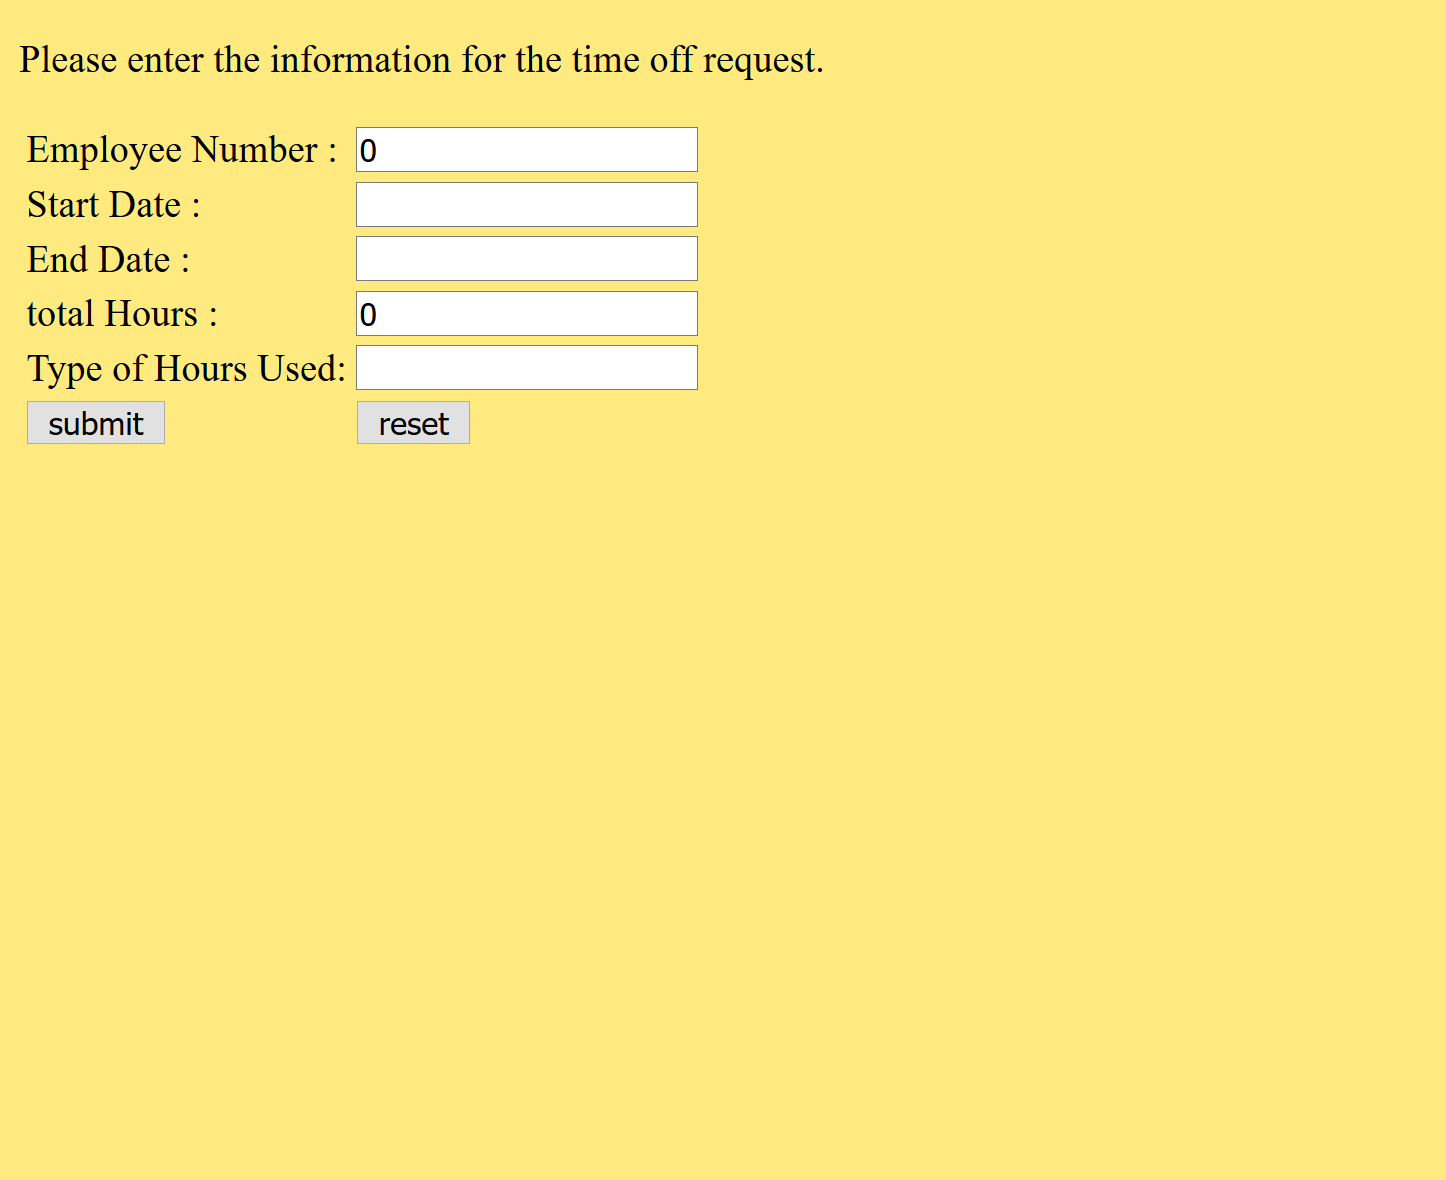 Please enter the information for the time off request.
Employee Number : 0
Start Date :
End Date :
total Hours : 0
Type of Hours Used:
submit reset